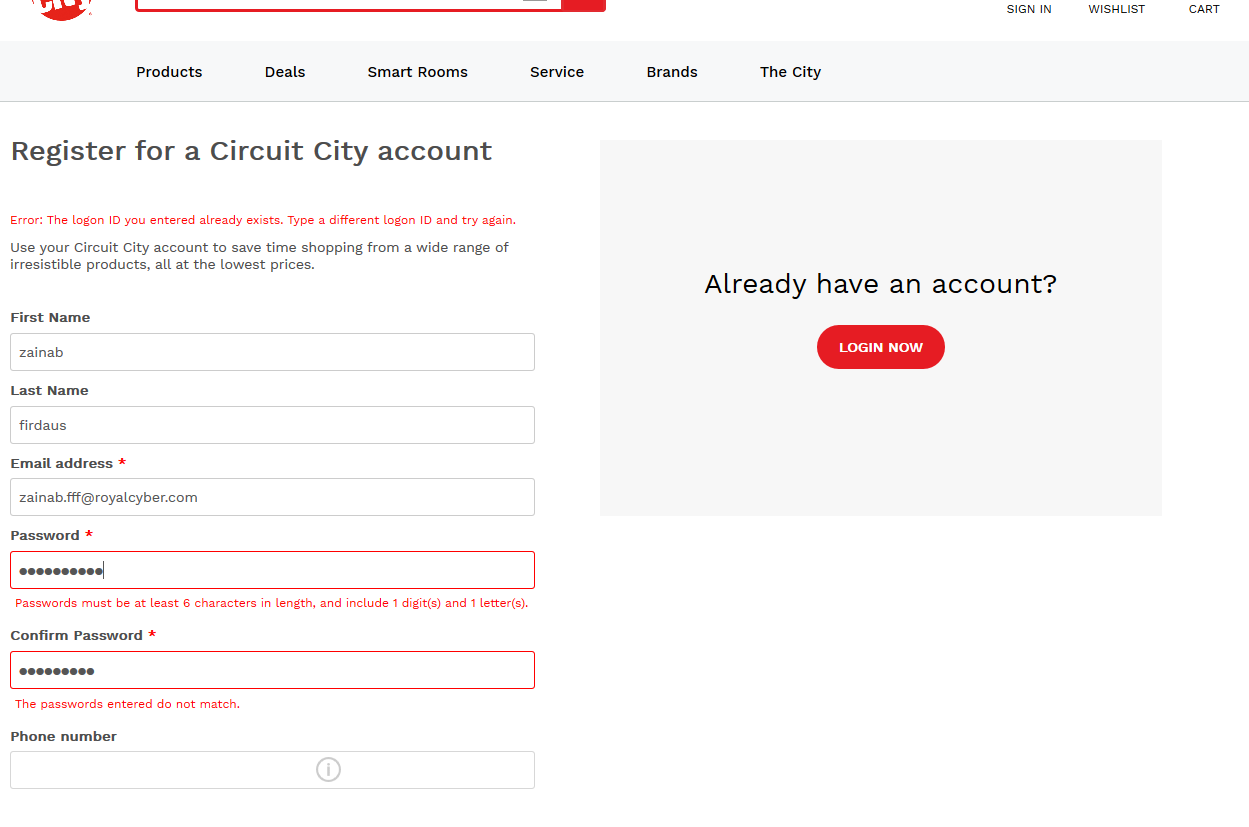 SIGN IN WISHLIST CART
Products Deals Smart Rooms Service Brands The City
Register for a Circuit City account
Error: The logon ID you entered already exists. Type a different logon ID and try again.
Use your Circuit City account to save time shopping from a wide range of
irresistible products, all at the lowest prices.
First Name
zainab
Last Name
firdaus
Email address *
zainab.fff@royalcyber.com
Password *
●●●●●●●●●●
Passwords must be at least 6 characters in length, and include 1 digit(s) and 1 letter(s).
Confirm Password *
●●●●●●●●●
The passwords entered do not match.
Phone number
Already have an account?
LOGIN NOW